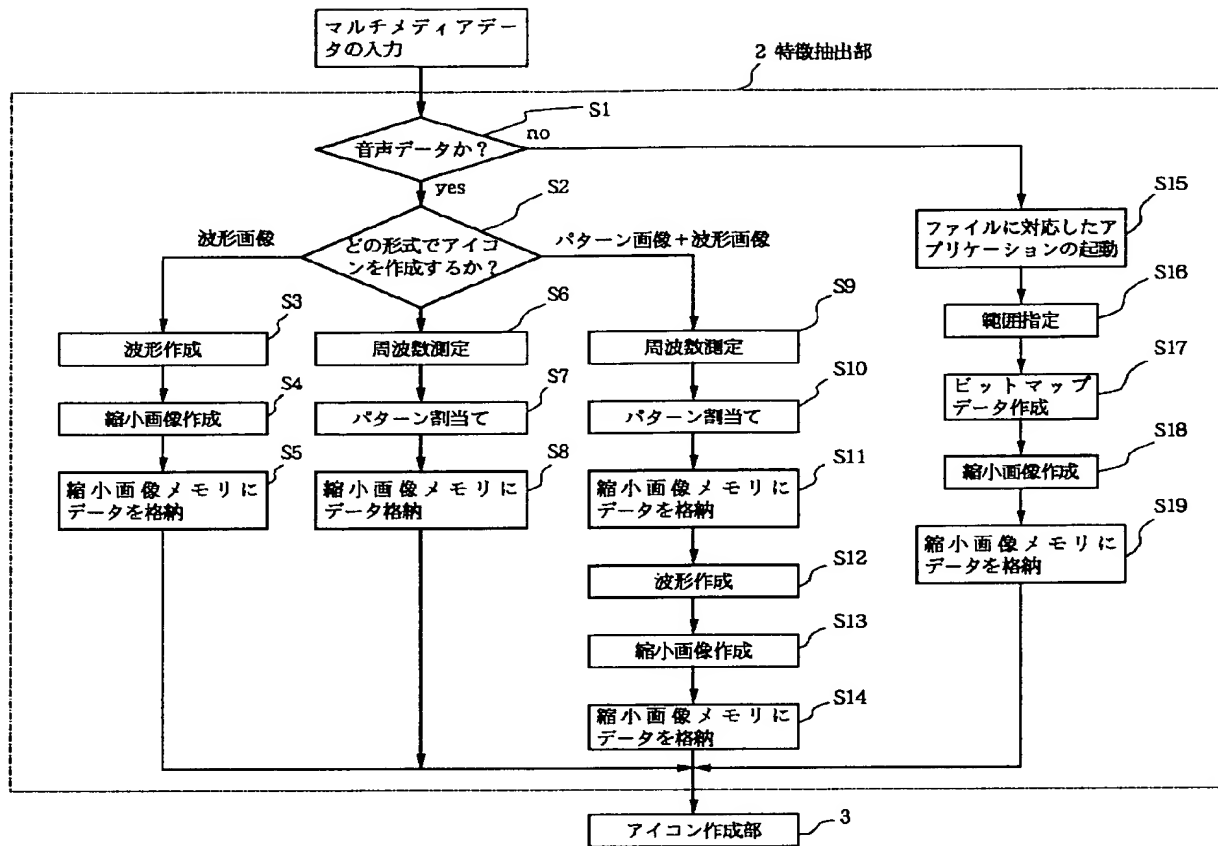 マルチメディアデー
タの入力
2 特徴抽出部
S1
音声データか?
no
yes
S2
どの形式でアイコ
ンを作成するか?
波形画像
パターン画像+波形画像
S3
波形作成
S4
縮小画像作成
S5
縮小画像メモリに
データを格納
S6
周波数測定
S7
パターン割当て
S8
縮小画像メモリに
データ格納
S9
周波数測定
S10
パターン割当て
S11
縮小画像メモリに
データを格納
S12
波形作成
S13
縮小画像作成
S14
縮小画像メモリに
データを格納
S15
ファイルに対応したア
プリケーションの起動
S16
範囲指定
S17
ビットマップ
データ作成
S18
縮小画像作成
S19
縮小画像メモリに
データを格納
アイコン作成部
3